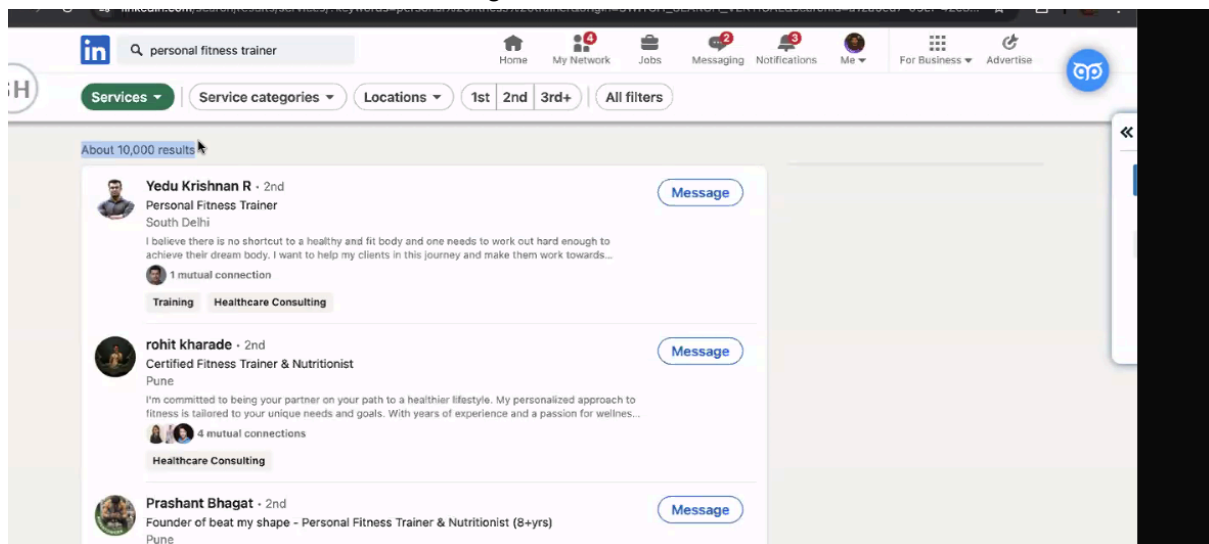 in
personal fitness trainer
4
2
3
Home
My Network
Jobs
Messaging
Notifications
Me
For Business
Advertise
H
Services
Service categories
Locations
1st
2nd
3rd+
All filters
About 10,000 results
Yedu Krishnan R · 2nd
Message
Personal Fitness Trainer
South Delhi
I believe there is no shortcut to a healthy and fit body and one needs to work out hard enough to
achieve their dream body. I want to help my clients in this journey and make them work towards...
1 mutual connection
Training
Healthcare Consulting
rohit kharade · 2nd
Message
Certified Fitness Trainer & Nutritionist
Pune
I'm committed to being your partner on your path to a healthier lifestyle. My personalized approach to
fitness is tailored to your unique needs and goals. With years of experience and a passion for wellnes...
4 mutual connections
Healthcare Consulting
Prashant Bhagat · 2nd
Message
Founder of beat my shape - Personal Fitness Trainer & Nutritionist (8+yrs)
Pune